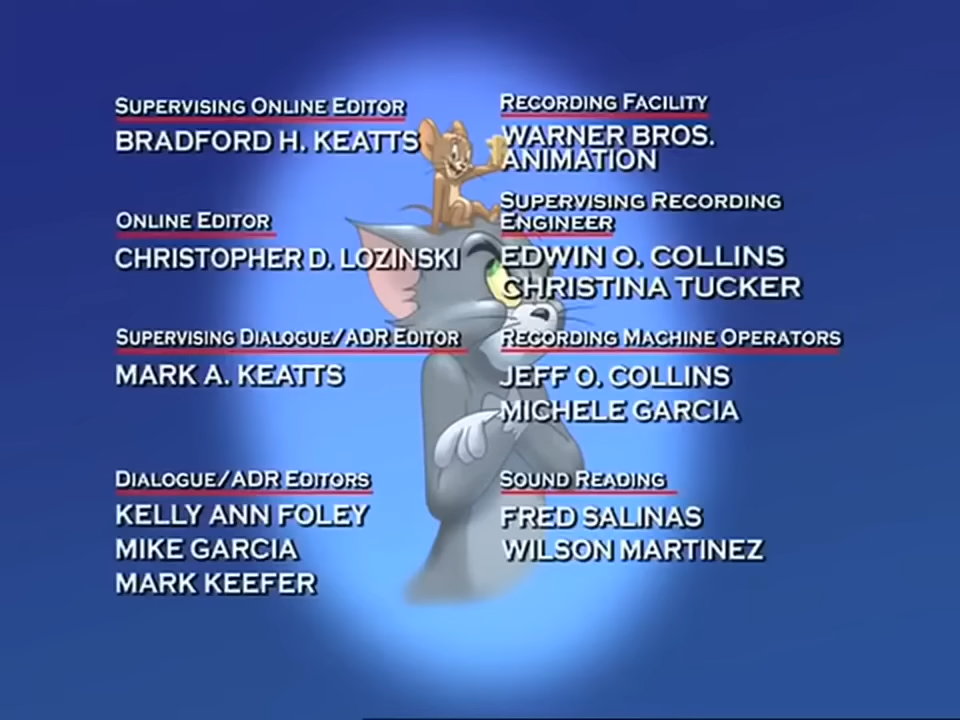 SUPERVISING ONLINE EDITOR
BRADFORD H. KEATTS
ONLINE EDITOR
CHRISTOPHER D. LOZINSKI
SUPERVISING DIALOGUE/ADR EDITOR
MARK A. KEATTS
DIALOGUE/ADR EDITORS
KELLY ANN FOLEY
MIKE GARCIA
MARK KEEFER
RECORDING FACILITY
WARNER BROS.
ANIMATION
SUPERVISING RECORDING
ENGINEER
EDWIN O. COLLINS
CHRISTINA TUCKER
RECORDING MACHINE OPERATORS
JEFF O. COLLINS
MICHELE GARCIA
SOUND READING
FRED SALINAS
WILSON MARTINEZ